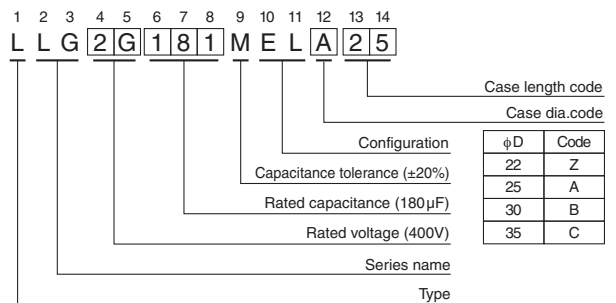 1 2 3 4 5 6 7 8 9 10 11 12 13 14
L L G 2 G 1 8 1 M E L A 2 5
Case length code
Case dia.code
Configuration
Capacitance tolerance (±20%)
Rated capacitance (180µF)
Rated voltage (400V)
Series name
Type
ϕD Code
22 Z
25 A
30 B
35 C